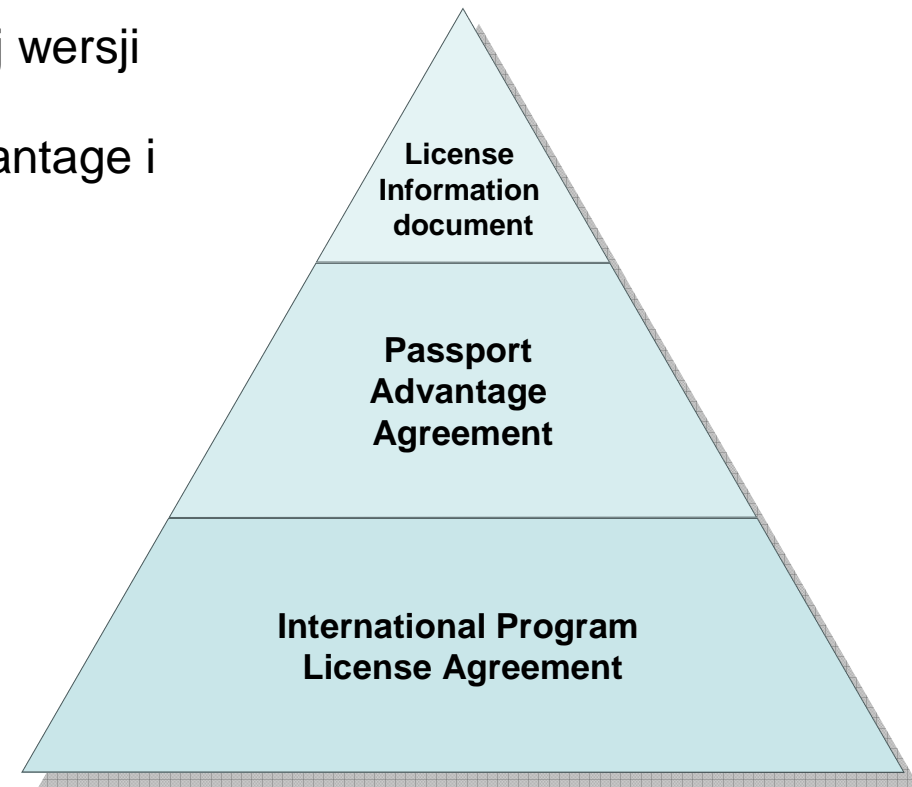 j wersji
antage i
License
Information
document
Passport
Advantage
Agreement
International Program
License Agreement